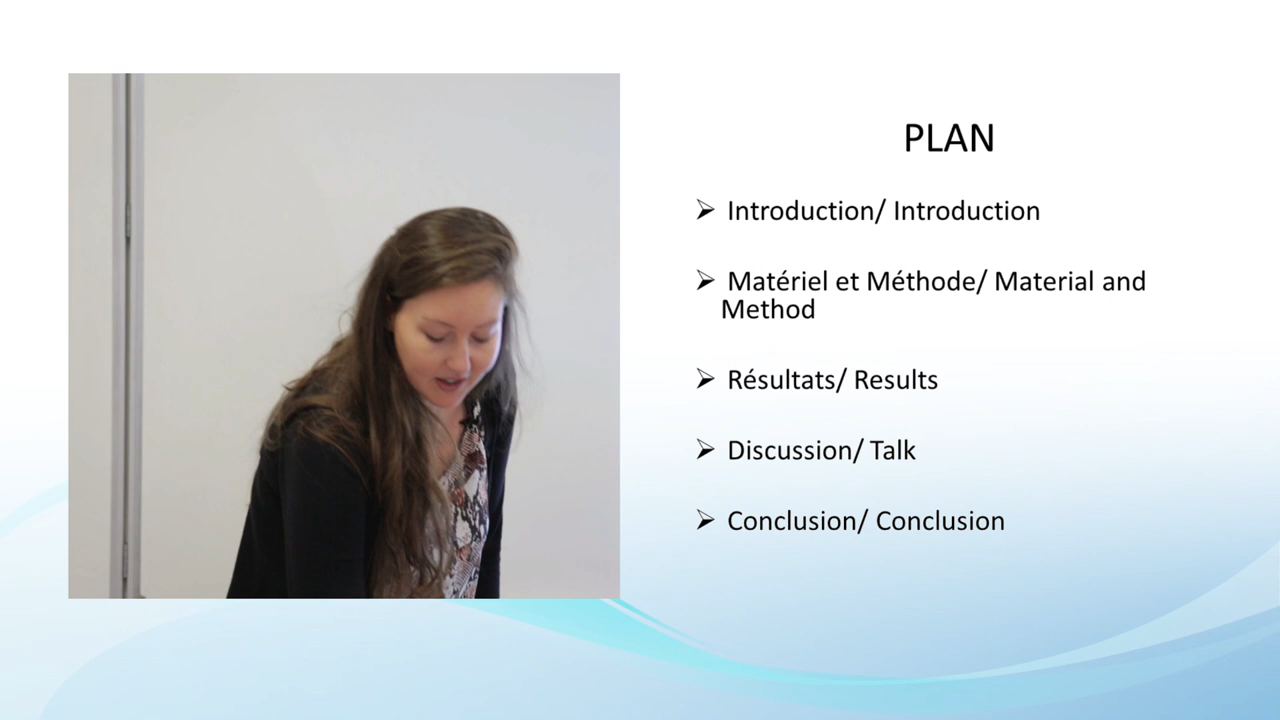 PLAN
Introduction/ Introduction
Matériel et Méthode/ Material and
Method
Résultats/ Results
Discussion/ Talk
Conclusion/ Conclusion